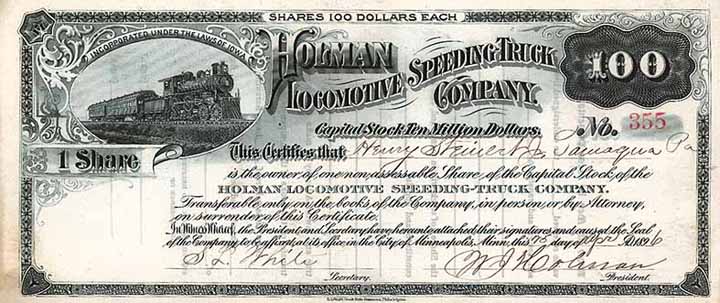 SHARES 100 DOLLARS EACH
INCORPORATED UNDER THE LAWS OF IOWA.
HOLMAN
LOCOMOTIVE SPEEDING-TRUCK
COMPANY.
100
Capital Stock Ten Million Dollars.
No. 355
1 Share
This Certifies that Henry Tamaqua Pa
is the owner of one non-assessable Share of the Capital Stock of the
HOLMAN LOCOMOTIVE SPEEDING-TRUCK COMPANY.
Transferable only on the books of the Company, in person or by Attorney,
on surrender of this Certificate.
In Witness Whereof, the President and Secretary have hereunto attached their signatures and caused the Seal
of the Company to be affixed, at its office in the City of Minneapolis, Minn., this day of A.D. 1896
S. L. White W J Holman
Secretary. President.